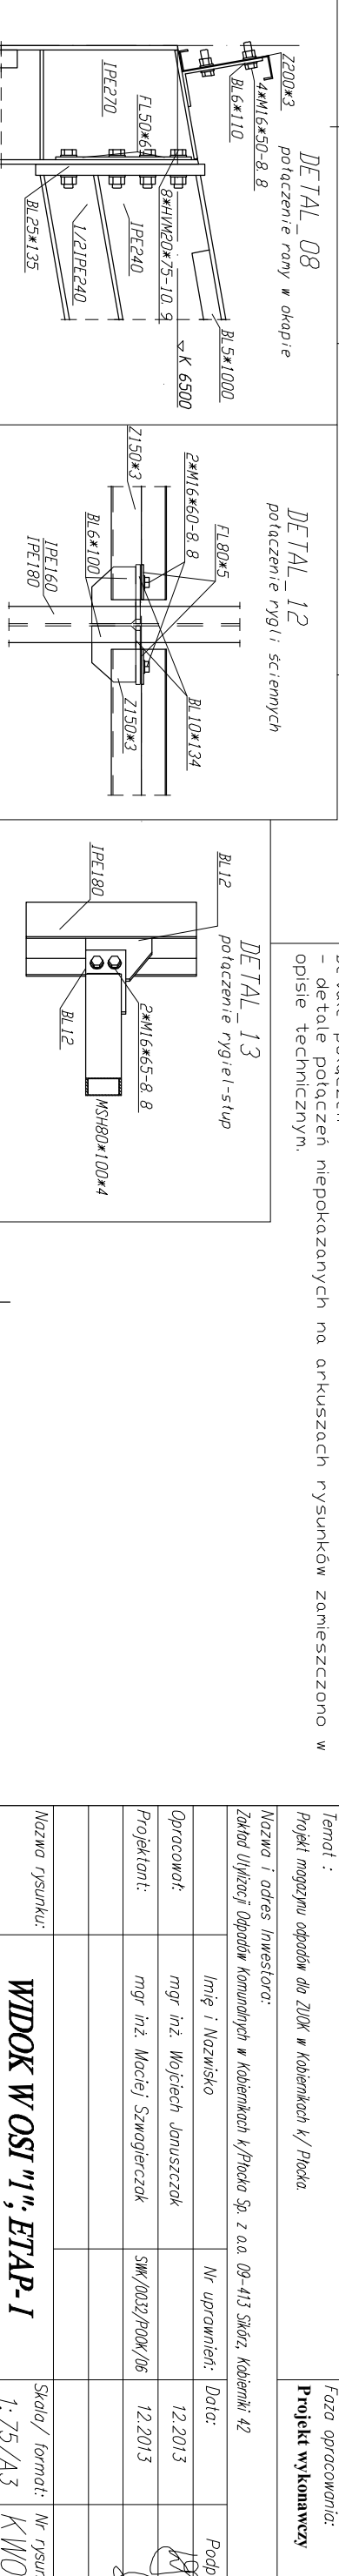 DETAL_08
połączenie ramy w okapie
Z200*3
4*M16*50-8.8
BL6*110
BL5*1000
K 6500
8*HVM20*75-10.9
FL50*6
IPE270
IPE240
1/2IPE240
BL25*135
DETAL_12
połączenie rygli ściennych
FL80*5
2*M16*60-8.8
Z150*3
BL10*134
Z150*3
BL6*100
IPE160
IPE180
DETAL_13
połączenie rygiel-słup
BL12
2*M16*65-8.8
MSH80*100*4
BL12
IPE180
- detale połączeń niepokazanych na arkuszach rysunków zamieszczono w
opisie technicznym.
Temat :
Projekt magazynu odpadów dla ZUOK w Kobiernikach k/ Płocka.
Faza opracowania:
Projekt wykonawczy
Nazwa i adres Inwestora:
Zakład Utylizacji Odpadów Komunalnych w Kobiernikach k/Płocka Sp. z o.o. 09-413 Sikórz, Kobierniki 42
Imię i Nazwisko
Nr uprawnień:
Data:
Opracował:
mgr inż. Wojciech Januszczak
12.2013
Projektant:
mgr inż. Maciej Szwagierczak
SWK/0032/POOK/06
12.2013
Nazwa rysunku:
WIDOK W OSI "1"; ETAP- I
Skala/ format:
1:75/A3